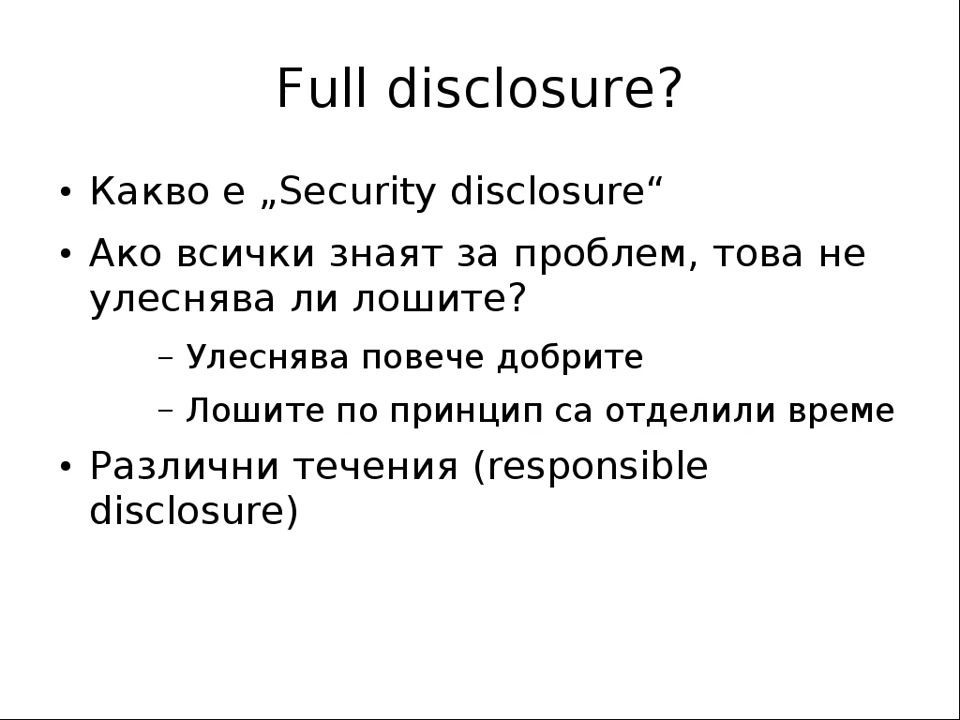 Full disclosure?
• Какво е „Security disclosure“
• Ако всички знаят за проблем, това не
улеснява ли лошите?
– Улеснява повече добрите
– Лошите по принцип са отделили време
• Различни течения (responsible
disclosure)